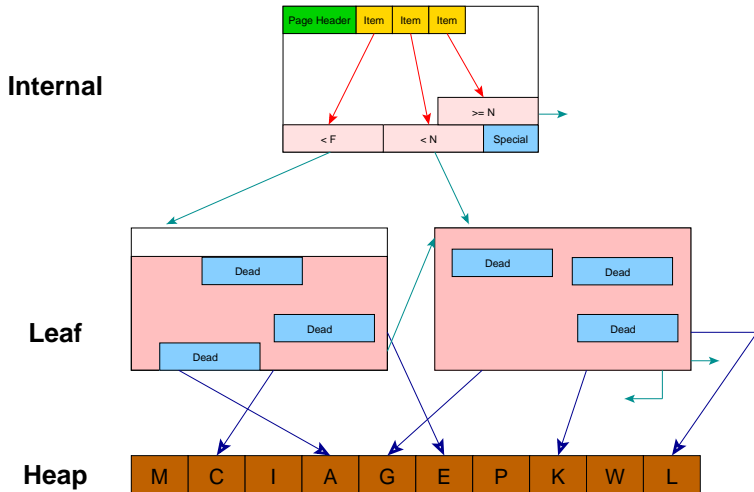 Page Header Item Item Item
Internal
>= N
< F < N Special
Dead Dead
Dead
Dead Dead
Leaf
Dead
Heap M C I A G E P K W L